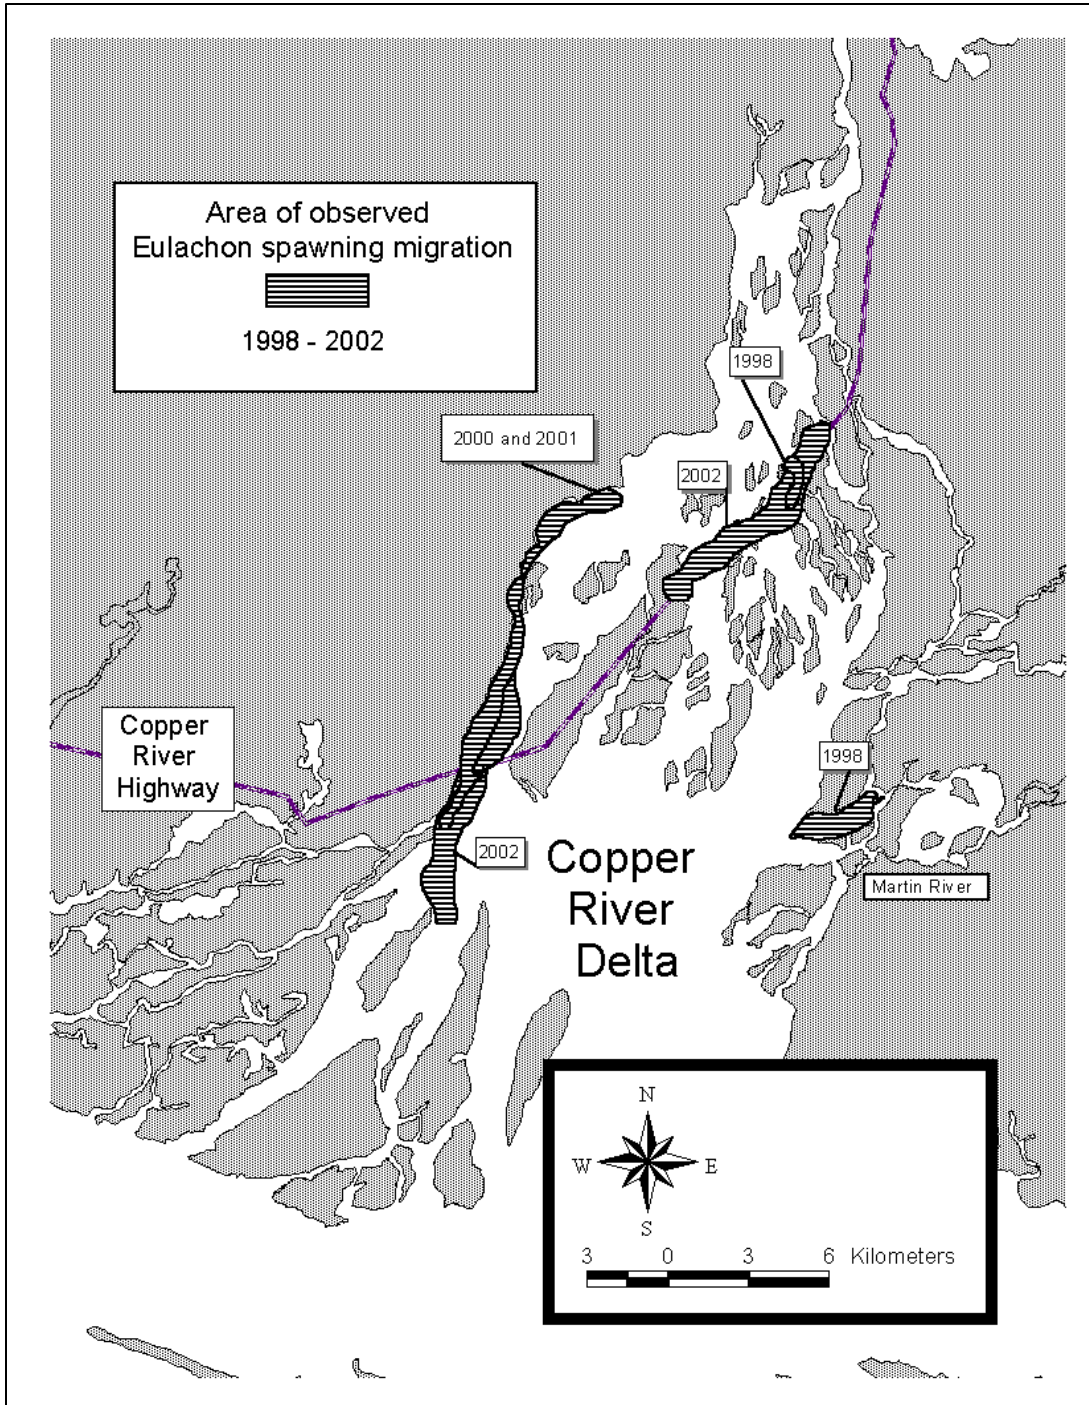 Area of observed
Eulachon spawning migration
1998 - 2002
1998
2000 and 2001
2002
Copper
River
Highway
1998
2002
Copper
River
Delta
Martin River
N
W E
S
3 0 3 6 Kilometers